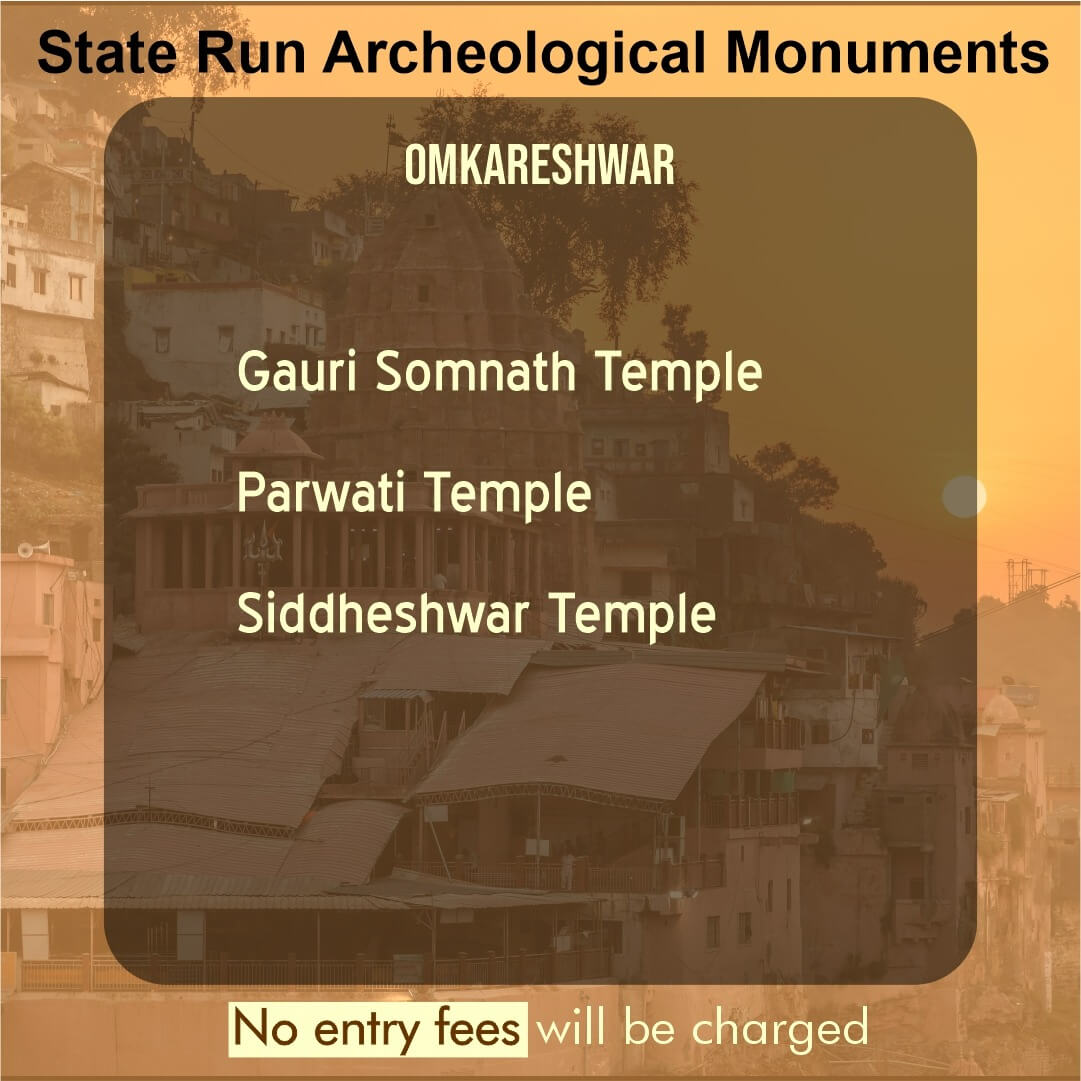 State Run Archeological Monuments
OMKARESHWAR
Gauri Somnath Temple
Parwati Temple
Siddheshwar Temple
No entry fees will be charged